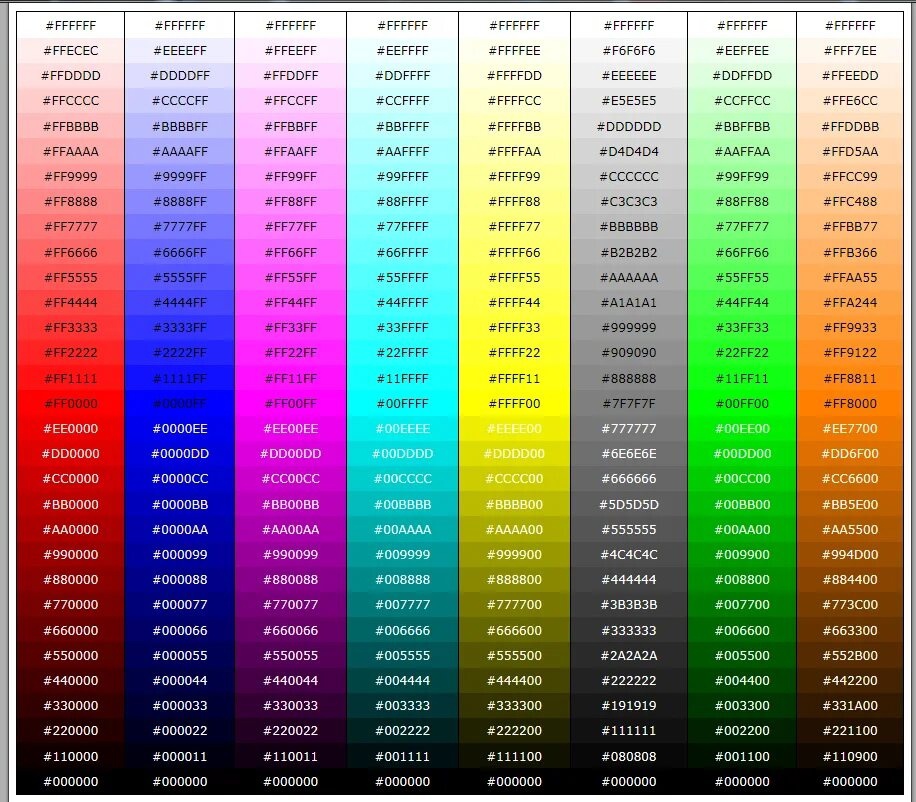 #FFFFFF #FFFFFF #FFFFFF #FFFFFF #FFFFFF #FFFFFF #FFFFFF #FFFFFF
#FFECEC #EEEEFF #FFEEFF #EEFFFF #FFFFEE #F6F6F6 #EEFFEE #FFF7EE
#FFDDDD #DDDDFF #FFDDFF #DDFFFF #FFFFDD #EEEEEE #DDFFDD #FFEEDD
#FFCCCC #CCCCFF #FFCCFF #CCFFFF #FFFFCC #E5E5E5 #CCFFCC #FFE6CC
#FFBBBB #BBBBFF #FFBBFF #BBFFFF #FFFFBB #DDDDDD #BBFFBB #FFDDBB
#FFAAAA #AAAAFF #FFAAFF #AAFFFF #FFFFAA #D4D4D4 #AAFFAA #FFD5AA
#FF9999 #9999FF #FF99FF #99FFFF #FFFF99 #CCCCCC #99FF99 #FFCC99
#FF8888 #8888FF #FF88FF #88FFFF #FFFF88 #C3C3C3 #88FF88 #FFC488
#FF7777 #7777FF #FF77FF #77FFFF #FFFF77 #BBBBBB #77FF77 #FFBB77
#FF6666 #6666FF #FF66FF #66FFFF #FFFF66 #B2B2B2 #66FF66 #FFB366
#FF5555 #5555FF #FF55FF #55FFFF #FFFF55 #AAAAAA #55FF55 #FFAA55
#FF4444 #4444FF #FF44FF #44FFFF #FFFF44 #A1A1A1 #44FF44 #FFA244
#FF3333 #3333FF #FF33FF #33FFFF #FFFF33 #999999 #33FF33 #FF9933
#FF2222 #2222FF #FF22FF #22FFFF #FFFF22 #909090 #22FF22 #FF9122
#FF1111 #1111FF #FF11FF #11FFFF #FFFF11 #888888 #11FF11 #FF8811
#FF0000 #0000FF #FF00FF #00FFFF #FFFF00 #7F7F7F #00FF00 #FF8000
#EE0000 #0000EE #EE00EE #00EEEE #EEEE00 #777777 #00EE00 #EE7700
#DD0000 #0000DD #DD00DD #00DDDD #DDDD00 #6E6E6E #00DD00 #DD6F00
#CC0000 #0000CC #CC00CC #00CCCC #CCCC00 #666666 #00CC00 #CC6600
#BB0000 #0000BB #BB00BB #00BBBB #BBBB00 #5D5D5D #00BB00 #BB5E00
#AA0000 #0000AA #AA00AA #00AAAA #AAAA00 #555555 #00AA00 #AA5500
#990000 #000099 #990099 #009999 #999900 #4C4C4C #009900 #994D00
#880000 #000088 #880088 #008888 #888800 #444444 #008800 #884400
#770000 #000077 #770077 #007777 #777700 #3B3B3B #007700 #773C00
#660000 #000066 #660066 #006666 #666600 #333333 #006600 #663300
#550000 #000055 #550055 #005555 #555500 #2A2A2A #005500 #552B00
#440000 #000044 #440044 #004444 #444400 #222222 #004400 #442200
#330000 #000033 #330033 #003333 #333300 #191919 #003300 #331A00
#220000 #000022 #220022 #002222 #222200 #111111 #002200 #221100
#110000 #000011 #110011 #001111 #111100 #080808 #001100 #110900
#000000 #000000 #000000 #000000 #000000 #000000 #000000 #000000